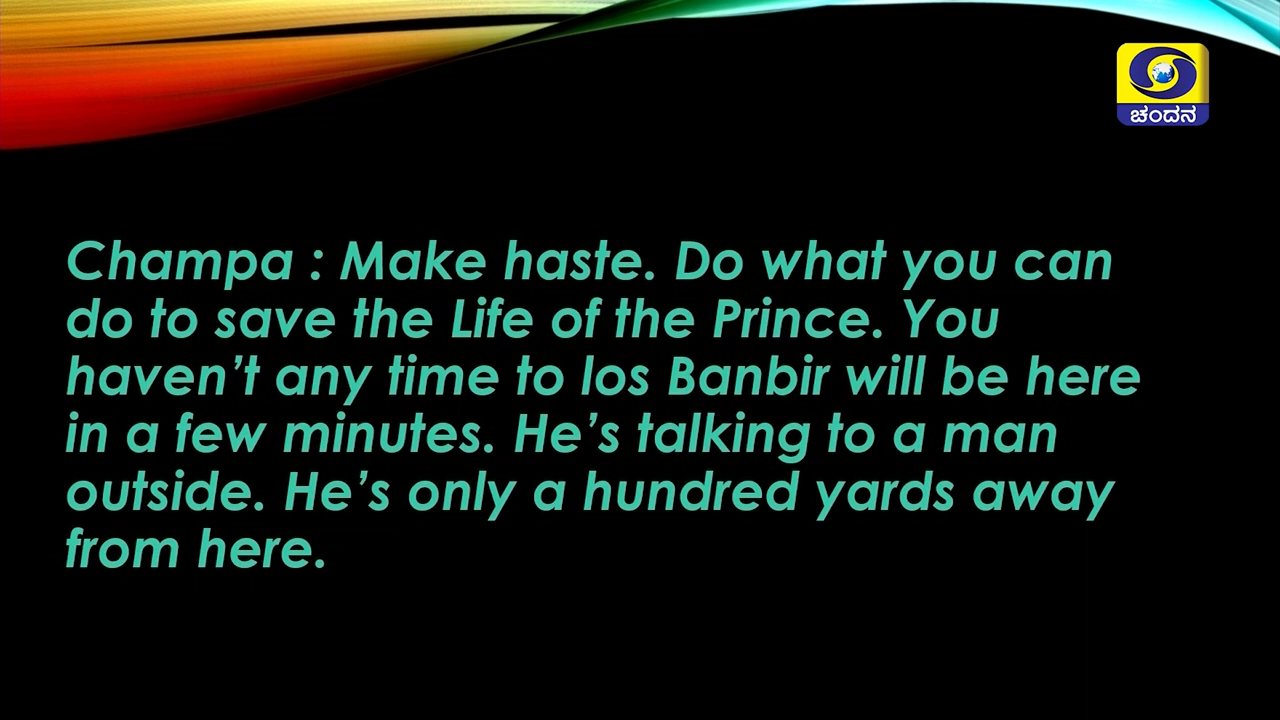 ಚಂದನ
Champa : Make haste. Do what you can
do to save the Life of the Prince. You
haven’t any time to los Banbir will be here
in a few minutes. He’s talking to a man
outside. He’s only a hundred yards away
from here.